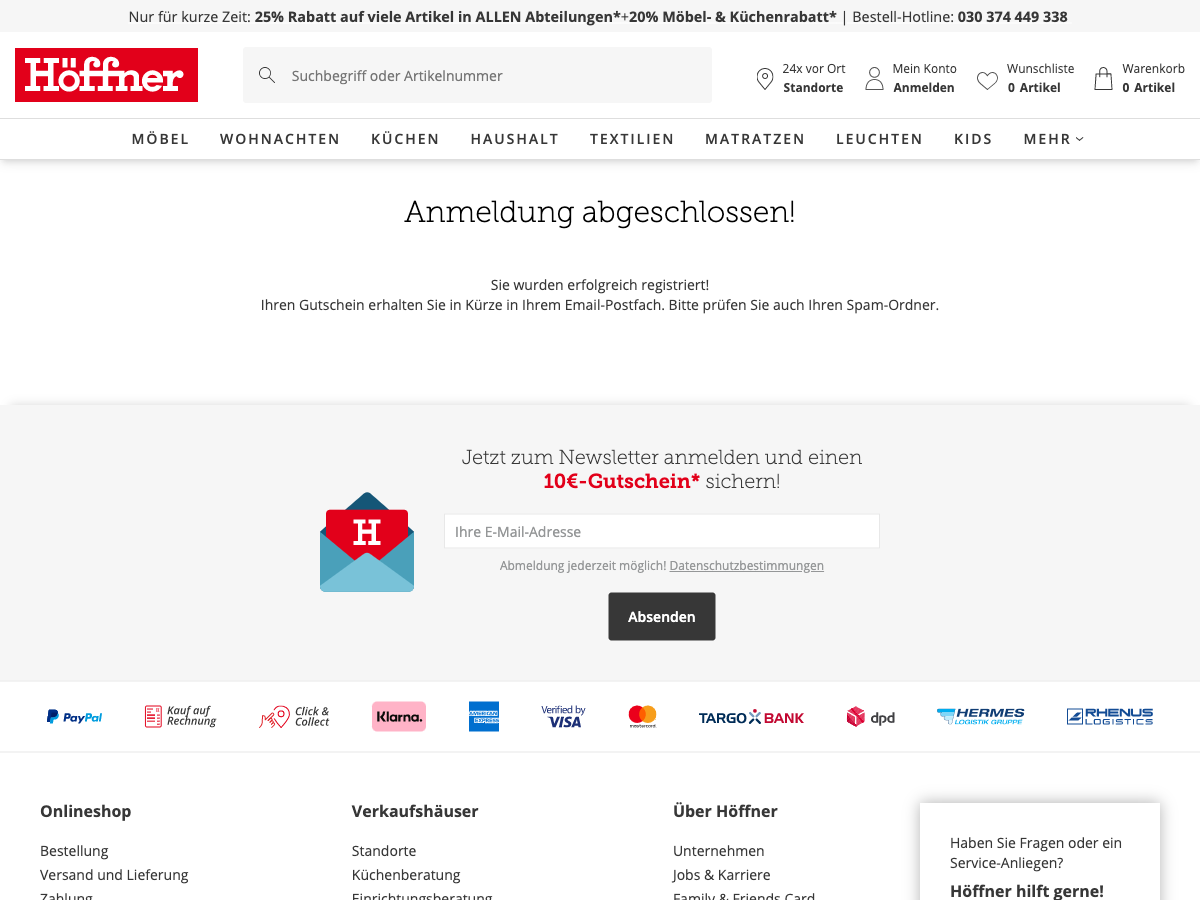 Nur für kurze Zeit: 25% Rabatt auf viele Artikel in ALLEN Abteilungen*+20% Möbel- & Küchenrabatt* | Bestell-Hotline: 030 374 449 338
Höffner
Suchbegriff oder Artikelnummer
24x vor Ort
Standorte
Mein Konto
Anmelden
Wunschliste
0 Artikel
Warenkorb
0 Artikel
MÖBEL WOHNACHTEN KÜCHEN HAUSHALT TEXTILIEN MATRATZEN LEUCHTEN KIDS MEHR
Anmeldung abgeschlossen!
Sie wurden erfolgreich registriert!
Ihren Gutschein erhalten Sie in Kürze in Ihrem Email-Postfach. Bitte prüfen Sie auch Ihren Spam-Ordner.
Jetzt zum Newsletter anmelden und einen
10€-Gutschein* sichern!
H
Ihre E-Mail-Adresse
Abmeldung jederzeit möglich! Datenschutzbestimmungen
Absenden
PayPal
Kauf auf
Rechnung
Click &
Collect
Klarna.
AMERICAN
EXPRESS
Verified by
VISA
mastercard
TARGO BANK
dpd
HERMES
LOGISTIK GRUPPE
RHENUS
LOGISTICS
Onlineshop
Bestellung
Versand und Lieferung
Zahlung
Verkaufshäuser
Standorte
Küchenberatung
Einrichtungsberatung
Über Höffner
Unternehmen
Jobs & Karriere
Family & Friends Card
Haben Sie Fragen oder ein
Service-Anliegen?
Höffner hilft gerne!